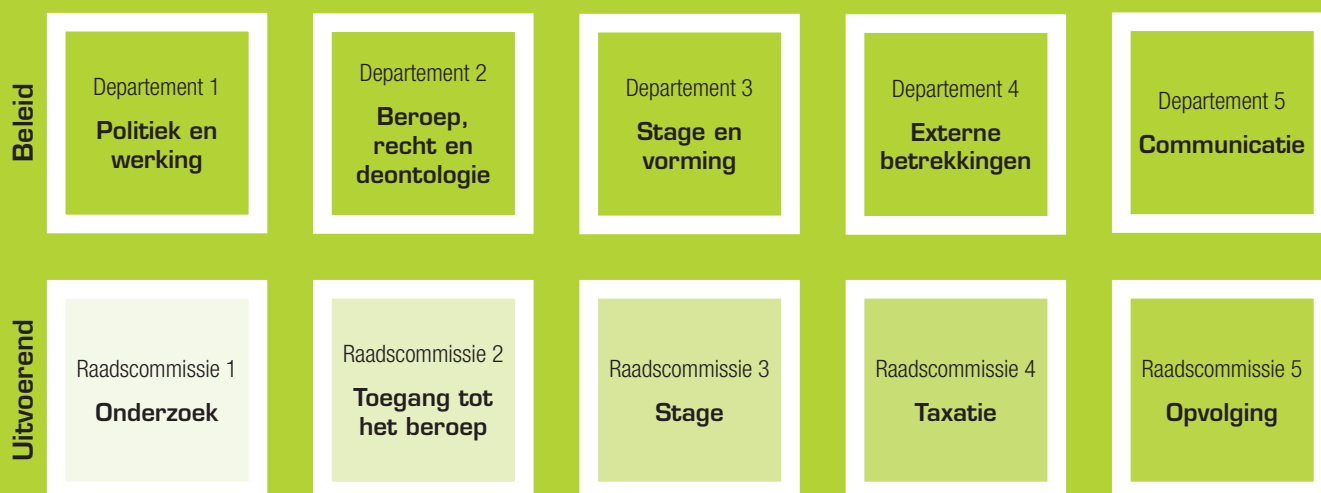 Beleid
Departement 1
Politiek en
werking
Departement 2
Beroep,
recht en
deontologie
Departement 3
Stage en
vorming
Departement 4
Externe
betrekkingen
Departement 5
Communicatie
Uitvoerend
Raadscommissie 1
Onderzoek
Raadscommissie 2
Toegang tot
het beroep
Raadscommissie 3
Stage
Raadscommissie 4
Taxatie
Raadscommissie 5
Opvolging